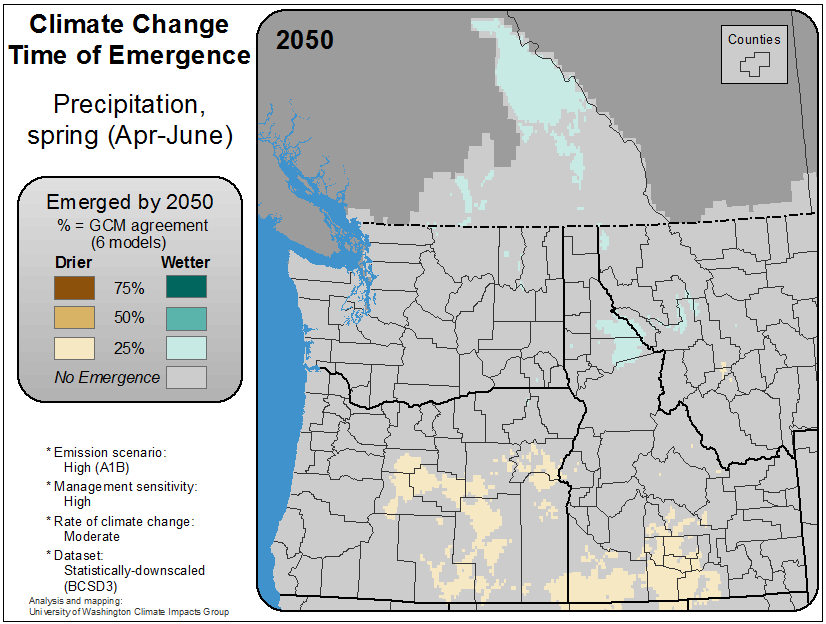 Climate Change
Time of Emergence
Precipitation,
spring (Apr-June)
Emerged by 2050
% = GCM agreement
(6 models)
Drier Wetter
75%
50%
25%
No Emergence
* Emission scenario:
High (A1B)
* Management sensitivity:
High
* Rate of climate change:
Moderate
* Dataset:
Statistically-downscaled
(BCSD3)
Analysis and mapping:
University of Washington Climate Impacts Group
2050
Counties